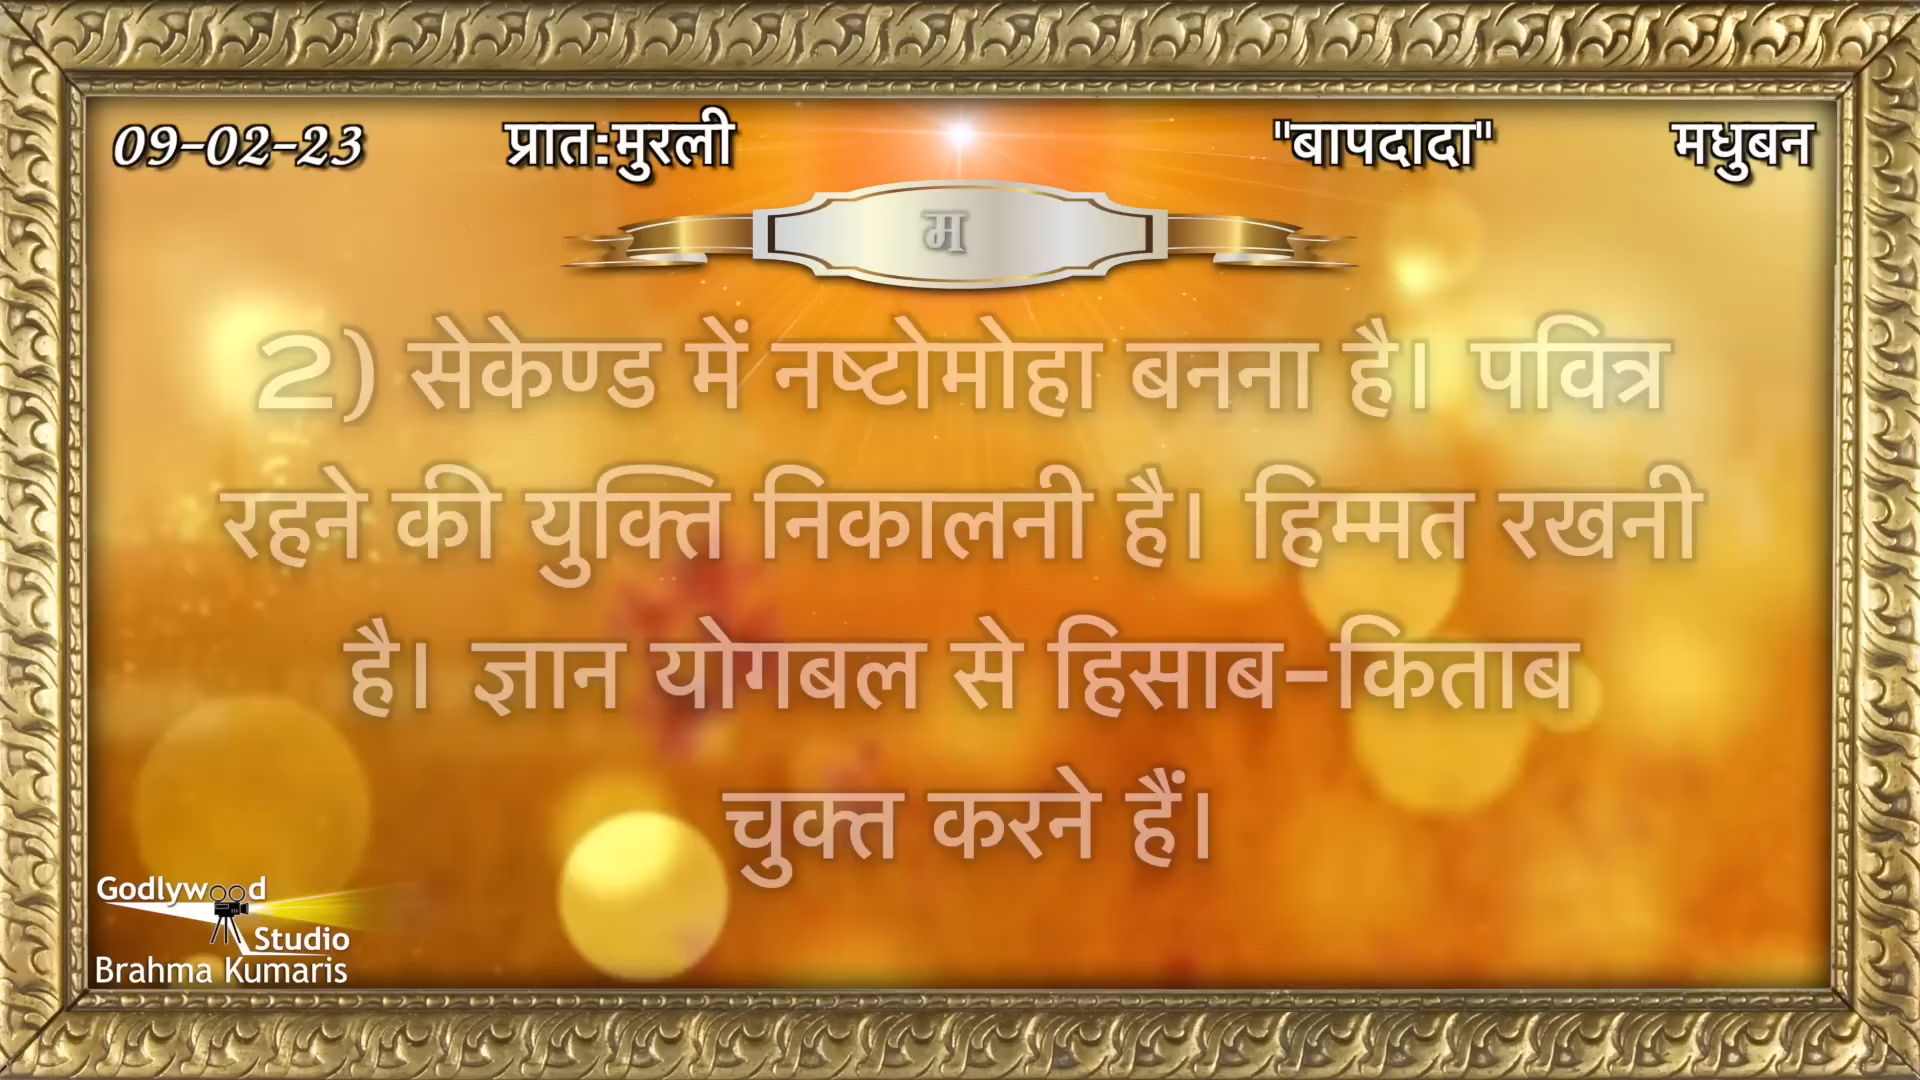 09-02-23 प्रात:मुरली "बापदादा" मधुबन
म
2) सेकेण्ड में नष्टोमोहा बनना है। पवित्र
रहने की युक्ति निकालनी है। हिम्मत रखनी
है। ज्ञान योगबल से हिसाब-किताब
चुक्त करने हैं।
Godlywood
Studio
Brahma Kumaris